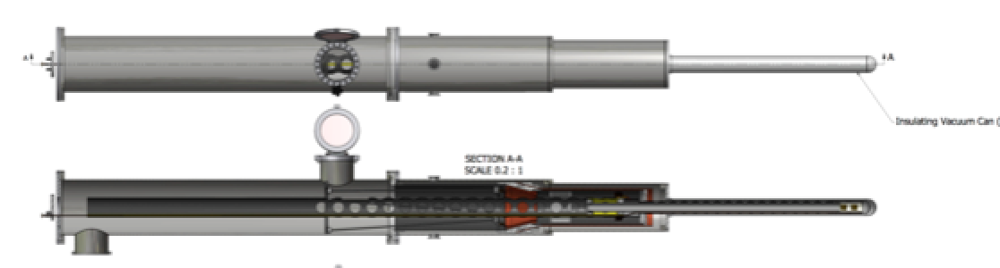 A
A
Insulating Vacuum Can (
SECTION A-A
SCALE 0.2 : 1